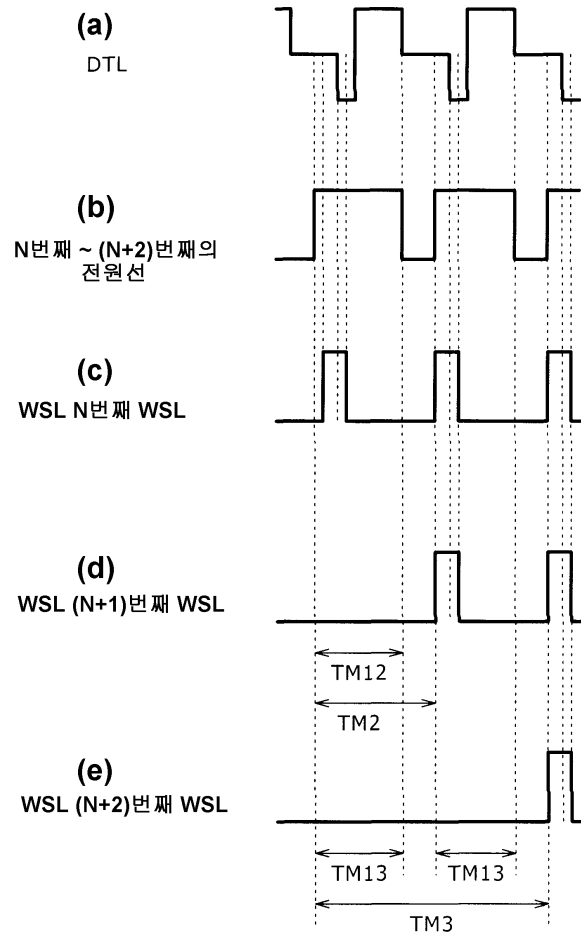 (a)
DTL
(b)
N번째 ~ (N+2)번째의
전원선
(c)
WSL N번째 WSL
(d)
WSL (N+1)번째 WSL
TM12
TM2
(e)
WSL (N+2)번째 WSL
TM13 TM13
TM3